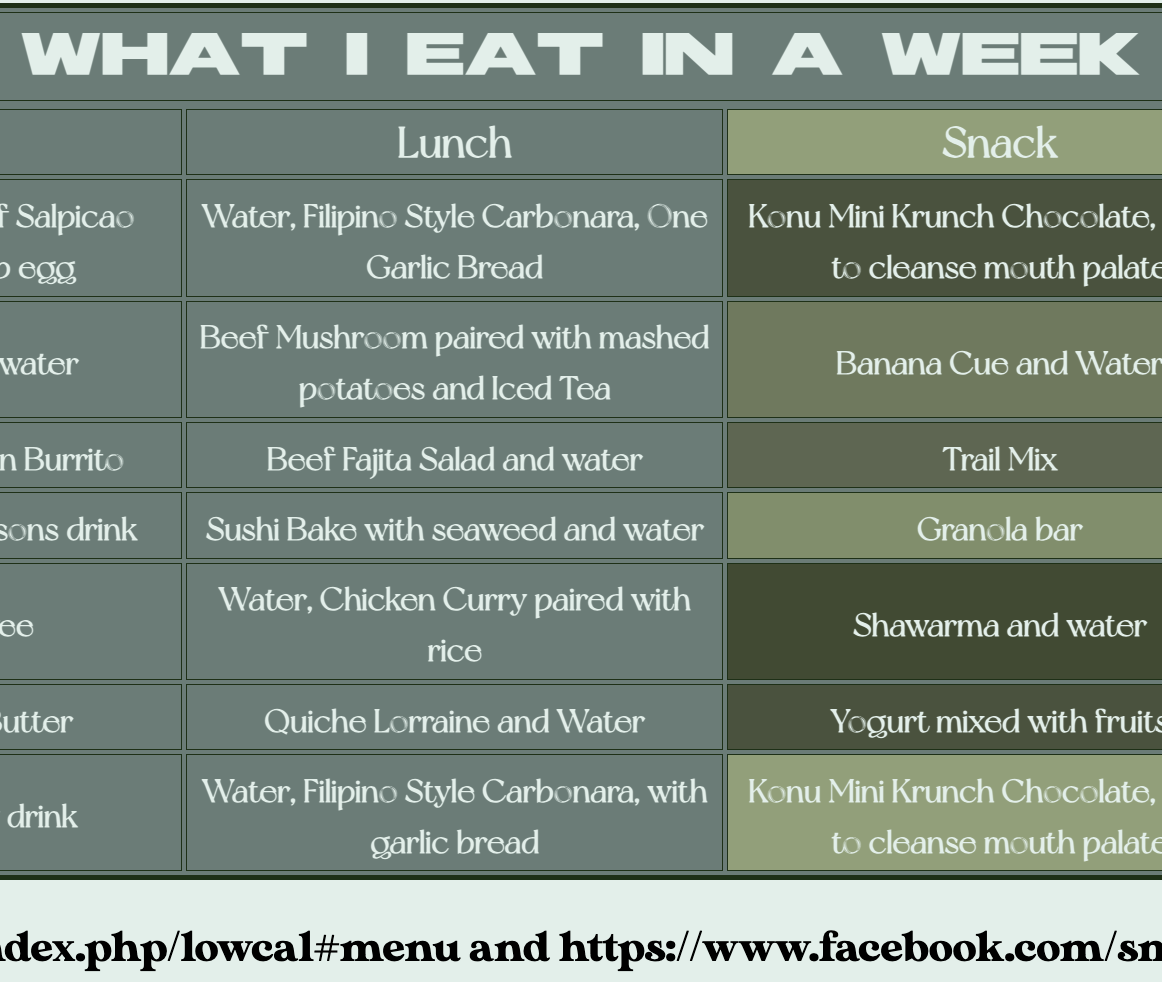 WHAT I EAT IN A WEEK
Lunch
Snack
Salpicao
egg
Water, Filipino Style Carbonara, One
Garlic Bread
Konu Mini Krunch Chocolate,
to cleanse mouth palate
water
Beef Mushroom paired with mashed
potatoes and Iced Tea
Banana Cue and Water
n Burrito
Beef Fajita Salad and water
Trail Mix
sons drink
Sushi Bake with seaweed and water
Granola bar
ee
Water, Chicken Curry paired with
rice
Shawarma and water
utter
Quiche Lorraine and Water
Yogurt mixed with fruits
drink
Water, Filipino Style Carbonara, with
garlic bread
Konu Mini Krunch Chocolate,
to cleanse mouth palate
ndex.php/lowcal#menu and https://www.facebook.com/sn